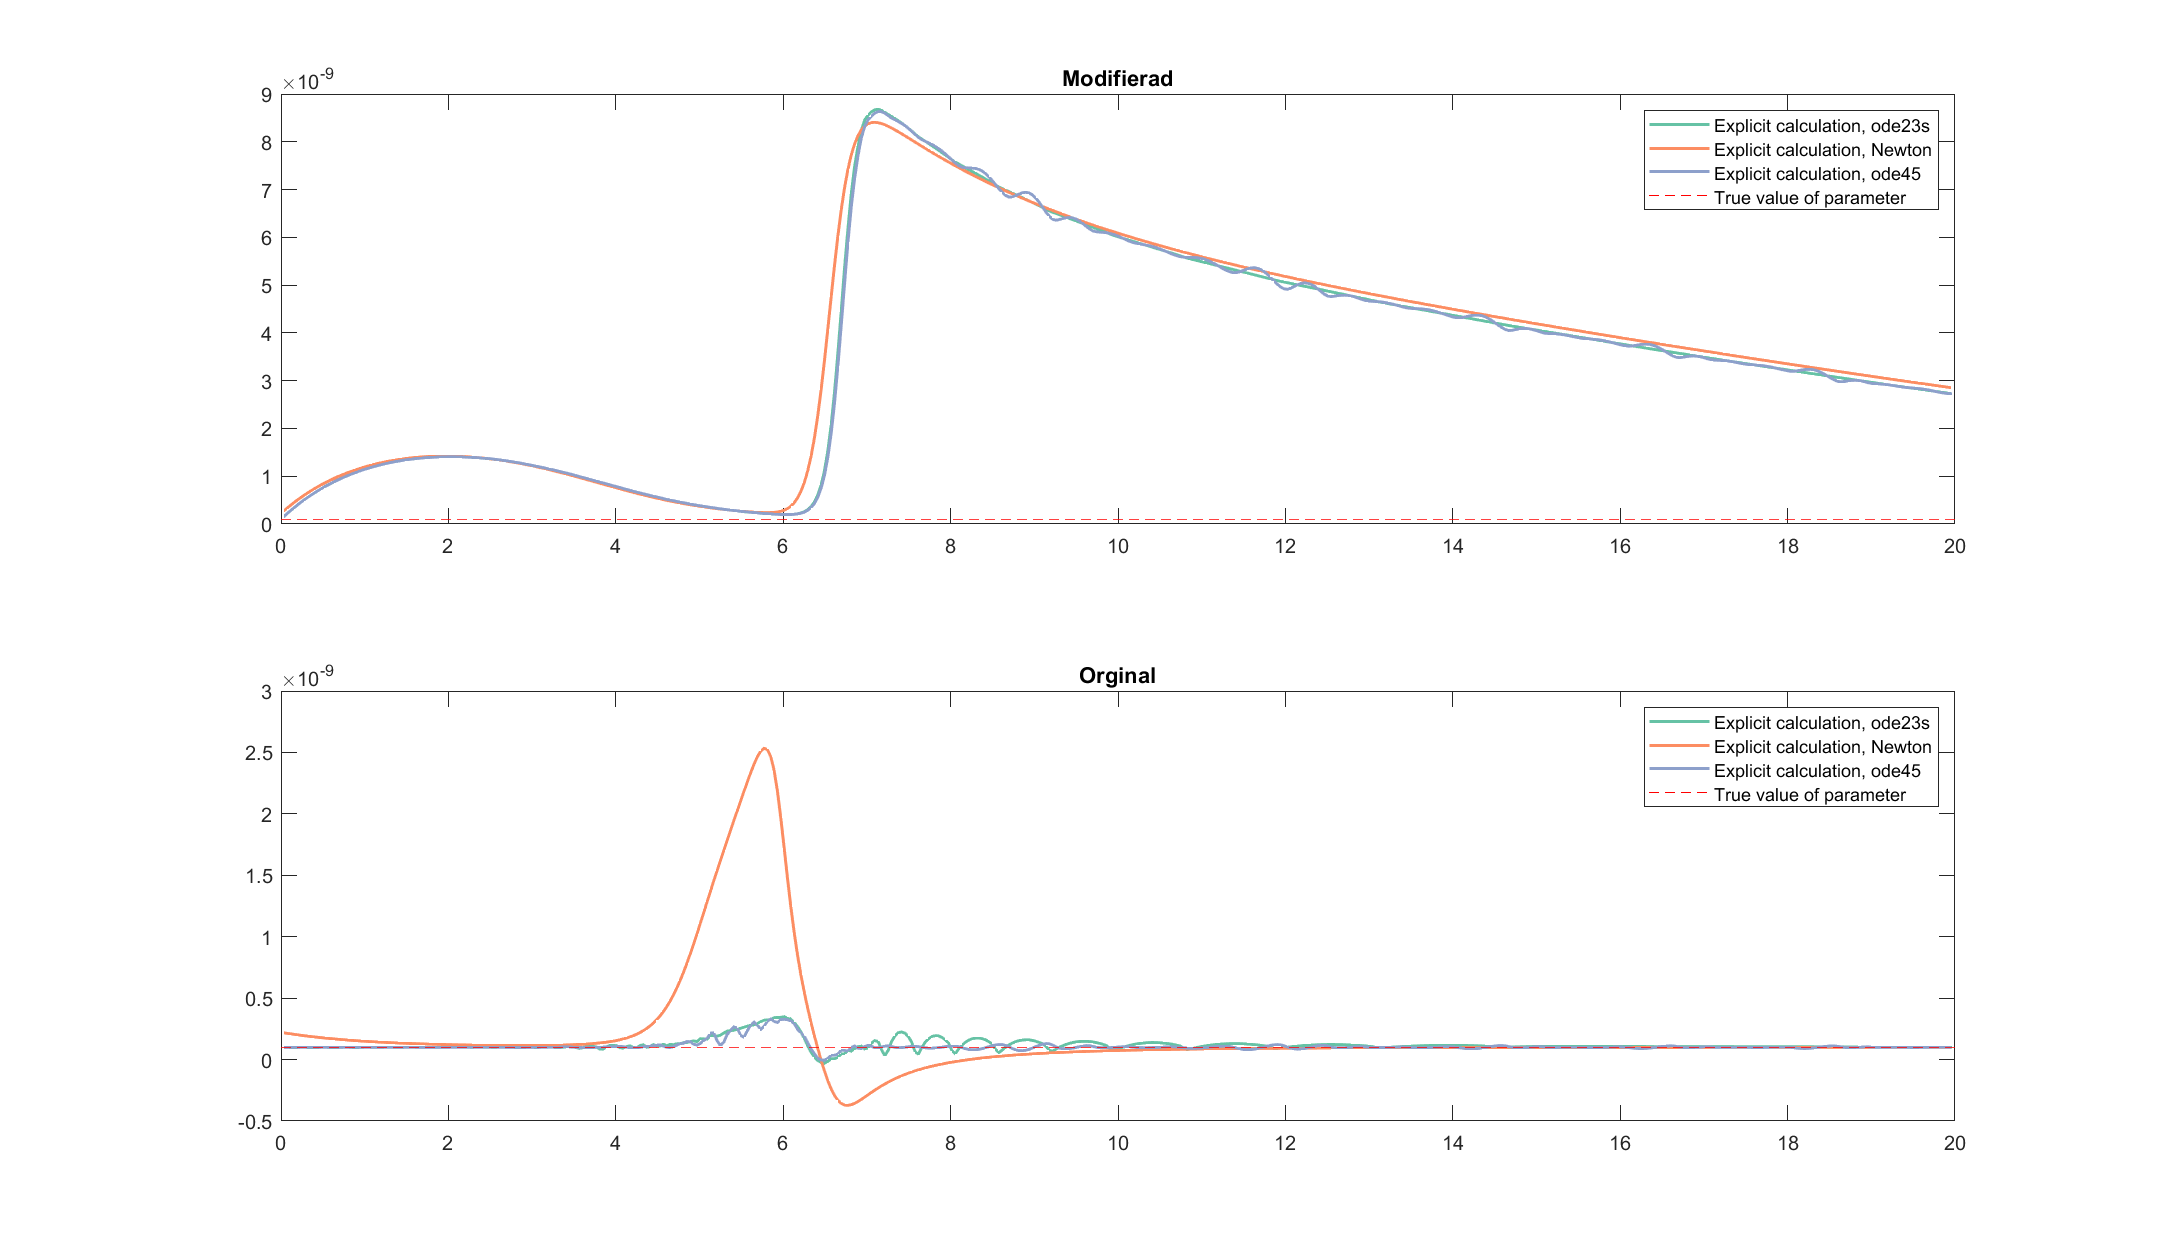 Modifierad
×10-9
9
8
7
6
5
4
3
2
1
0
0 2 4 6 8 10 12 14 16 18 20
Explicit calculation, ode23s
Explicit calculation, Newton
Explicit calculation, ode45
True value of parameter
Orginal
×10-9
3
2.5
2
1.5
1
0.5
0
-0.5
0 2 4 6 8 10 12 14 16 18 20
Explicit calculation, ode23s
Explicit calculation, Newton
Explicit calculation, ode45
True value of parameter